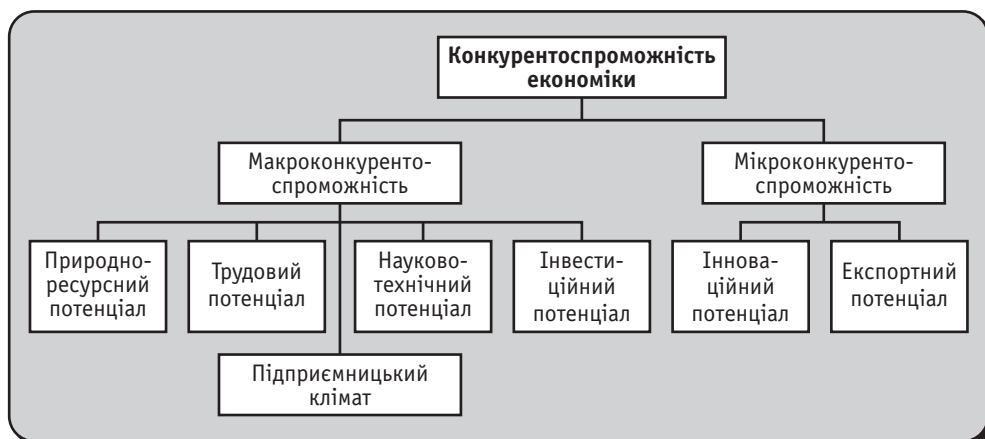 Конкурентоспроможність
економіки
Макроконкуренто-
спроможність
Мікроконкуренто-
спроможність
Природно-
ресурсний
потенціал
Трудовий
потенціал
Науково-
технічний
потенціал
Інвести-
ційний
потенціал
Іннова-
ційний
потенціал
Експортний
потенціал
Підприємницький
клімат